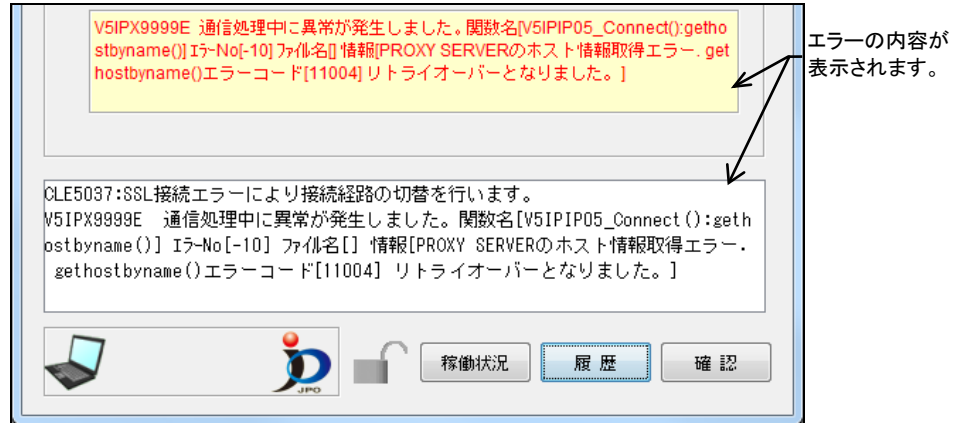 V5IPX9999E 通信処理中に異常が発生しました。関数名[V5IPIP05_Connect():getho
stbyname()] ｴﾗｰNo[-10] ﾌｧｲﾙ名[] 情報[PROXY SERVERのホスト情報取得エラー. get
hostbyname()エラーコード[11004] リトライオーバーとなりました。]
エラーの内容が
表示されます。
CLE5037:SSL接続エラーにより接続経路の切替を行います。
V5IPX9999E　通信処理中に異常が発生しました。関数名[V5IPIP05_Connect():geth
ostbyname()] ｴﾗｰNo[-10] ﾌｧｲﾙ名[] 情報[PROXY SERVERのホスト情報取得エラー.
gethostbyname()エラーコード[11004] リトライオーバーとなりました。]
JPO
稼働状況
履 歴
確 認